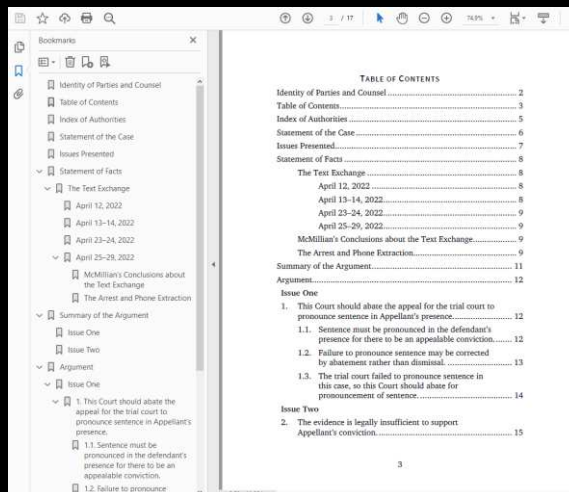 3 / 17
74.9%
Bookmarks
Identity of Parties and Counsel
Table of Contents
Index of Authorities
Statement of the Case
Issues Presented
Statement of Facts
The Text Exchange
April 12, 2022
April 13–14, 2022
April 23–24, 2022
April 25–29, 2022
McMillian's Conclusions about
the Text Exchange
The Arrest and Phone Extraction
Summary of the Argument
Issue One
Issue Two
Argument
Issue One
1. This Court should abate the
appeal for the trial court to
pronounce sentence in Appellant's
presence.
1.1. Sentence must be
pronounced in the defendant's
presence for there to be an
appealable conviction.
1.2. Failure to pronounce
TABLE OF CONTENTS
Identity of Parties and Counsel ... 2
Table of Contents ... 3
Index of Authorities ... 5
Statement of the Case ... 6
Issues Presented ... 7
Statement of Facts ... 8
The Text Exchange ... 8
April 12, 2022 ... 8
April 13–14, 2022 ... 8
April 23–24, 2022 ... 9
April 25–29, 2022 ... 9
McMillian's Conclusions about the Text Exchange ... 9
The Arrest and Phone Extraction ... 9
Summary of the Argument ... 11
Argument ... 12
Issue One
1. This Court should abate the appeal for the trial court to
pronounce sentence in Appellant's presence. ... 12
1.1. Sentence must be pronounced in the defendant's
presence for there to be an appealable conviction. ... 12
1.2. Failure to pronounce sentence may be corrected
by abatement rather than dismissal. ... 13
1.3. The trial court failed to pronounce sentence in
this case, so this Court should abate for
pronouncement of sentence. ... 14
Issue Two
2. The evidence is legally insufficient to support
Appellant's conviction. ... 15
3